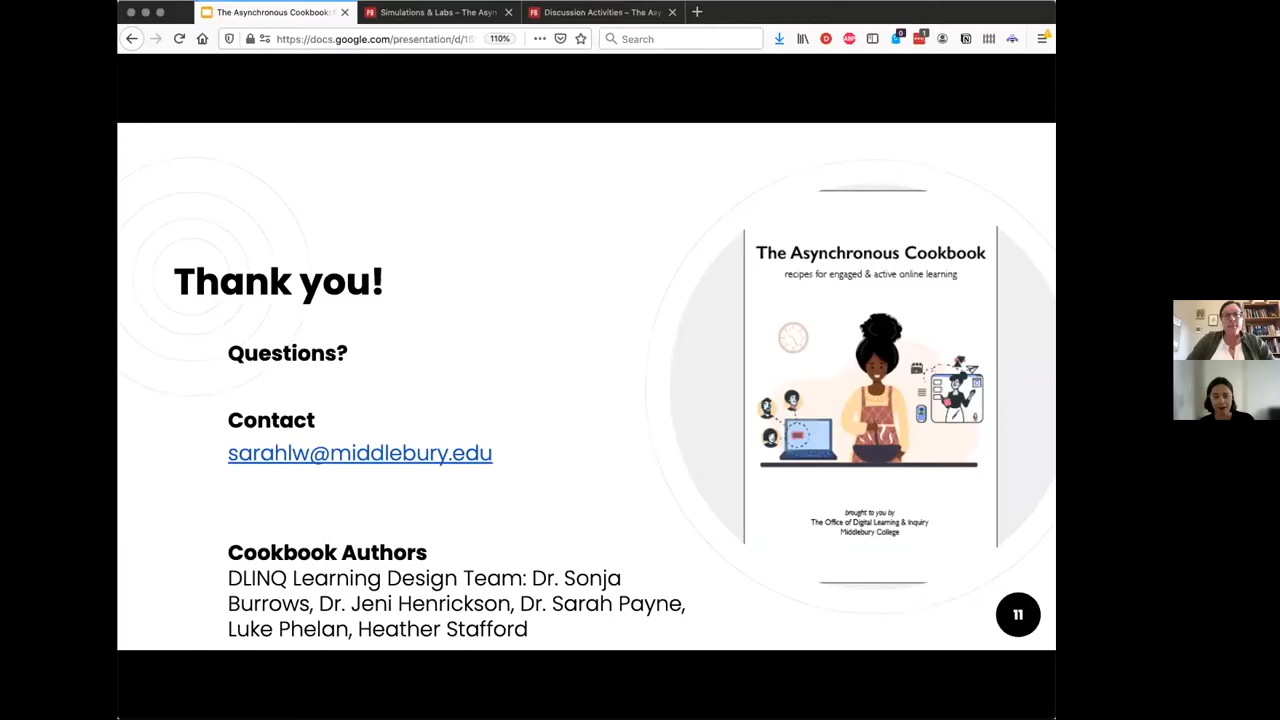 The Asynchronous Cookbook:
Simulations & Labs – The Asyn
Discussion Activities – The Asy
https://docs.google.com/presentation/d/
110%
Search
Thank you!
Questions?
Contact
sarahlw@middlebury.edu
Cookbook Authors
DLINQ Learning Design Team: Dr. Sonja
Burrows, Dr. Jeni Henrickson, Dr. Sarah Payne,
Luke Phelan, Heather Stafford
The Asynchronous Cookbook
recipes for engaged & active online learning
brought to you by
The Office of Digital Learning & Inquiry
Middlebury College
11